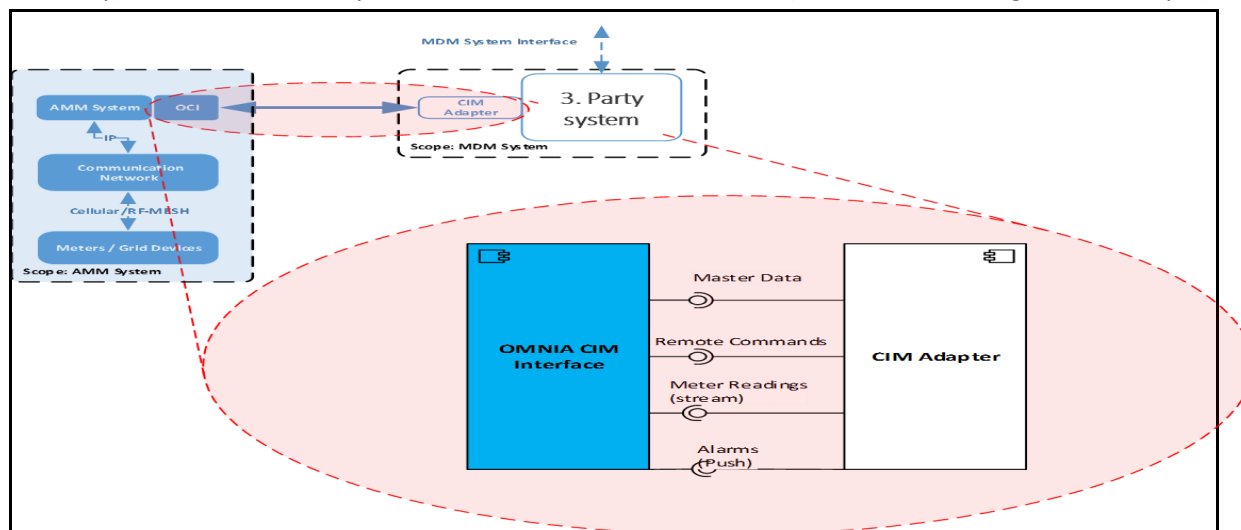 MDM System Interface
AMM System
OCI
CIM
Adapter
3. Party
system
IP
Scope: MDM System
Communication
Network
Cellular/RF-MESH
Meters / Grid Devices
Scope: AMM System
Master Data
OMNIA CIM
Interface
Remote Commands
CIM Adapter
Meter Readings
(stream)
Alarms
(Push)